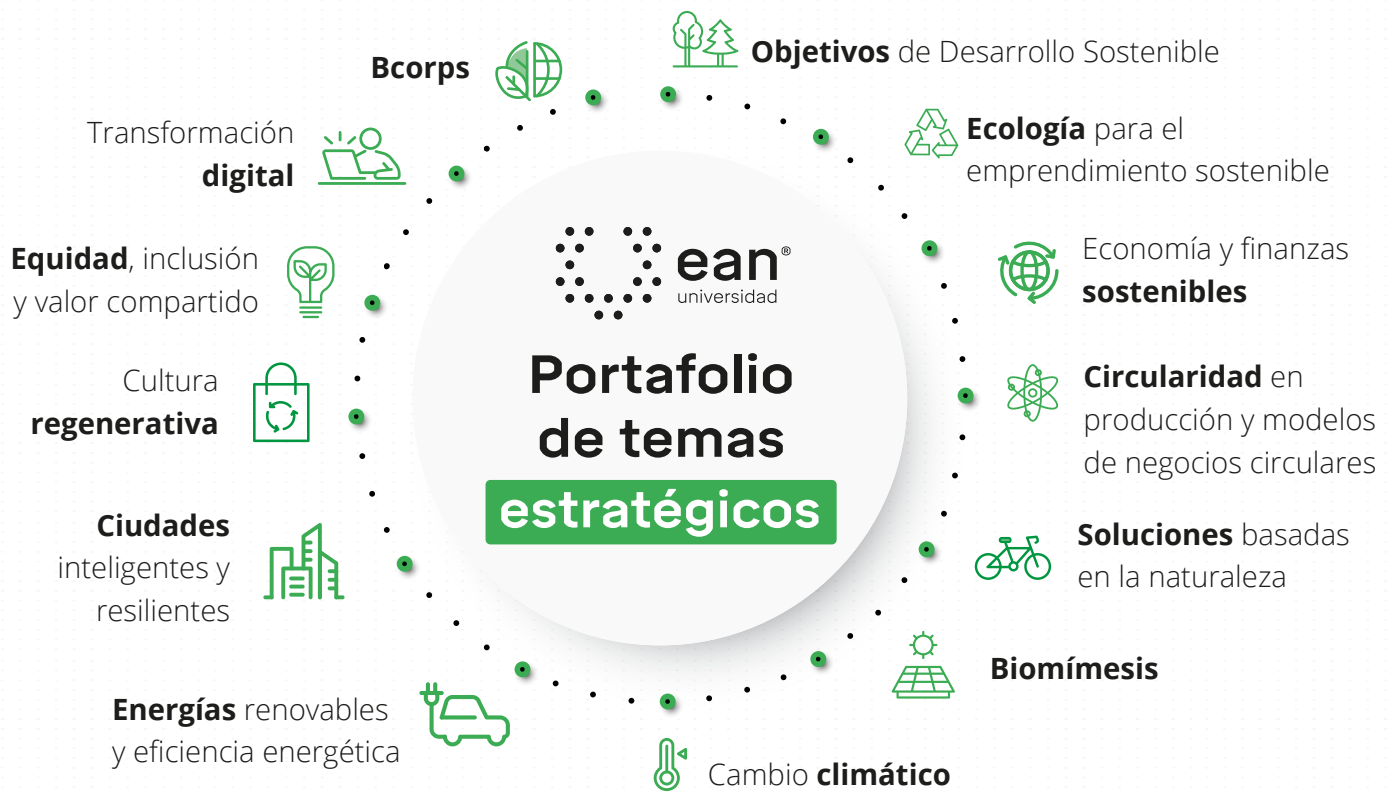 ean®
universidad
Portafolio
de temas
estratégicos
Objetivos de Desarrollo Sostenible
Ecología para el
emprendimiento sostenible
Economía y finanzas
sostenibles
Circularidad en
producción y modelos
de negocios circulares
Soluciones basadas
en la naturaleza
Biomímesis
Cambio climático
Energías renovables
y eficiencia energética
Ciudades
inteligentes y
resilientes
Cultura
regenerativa
Equidad, inclusión
y valor compartido
Transformación
digital
Bcorps